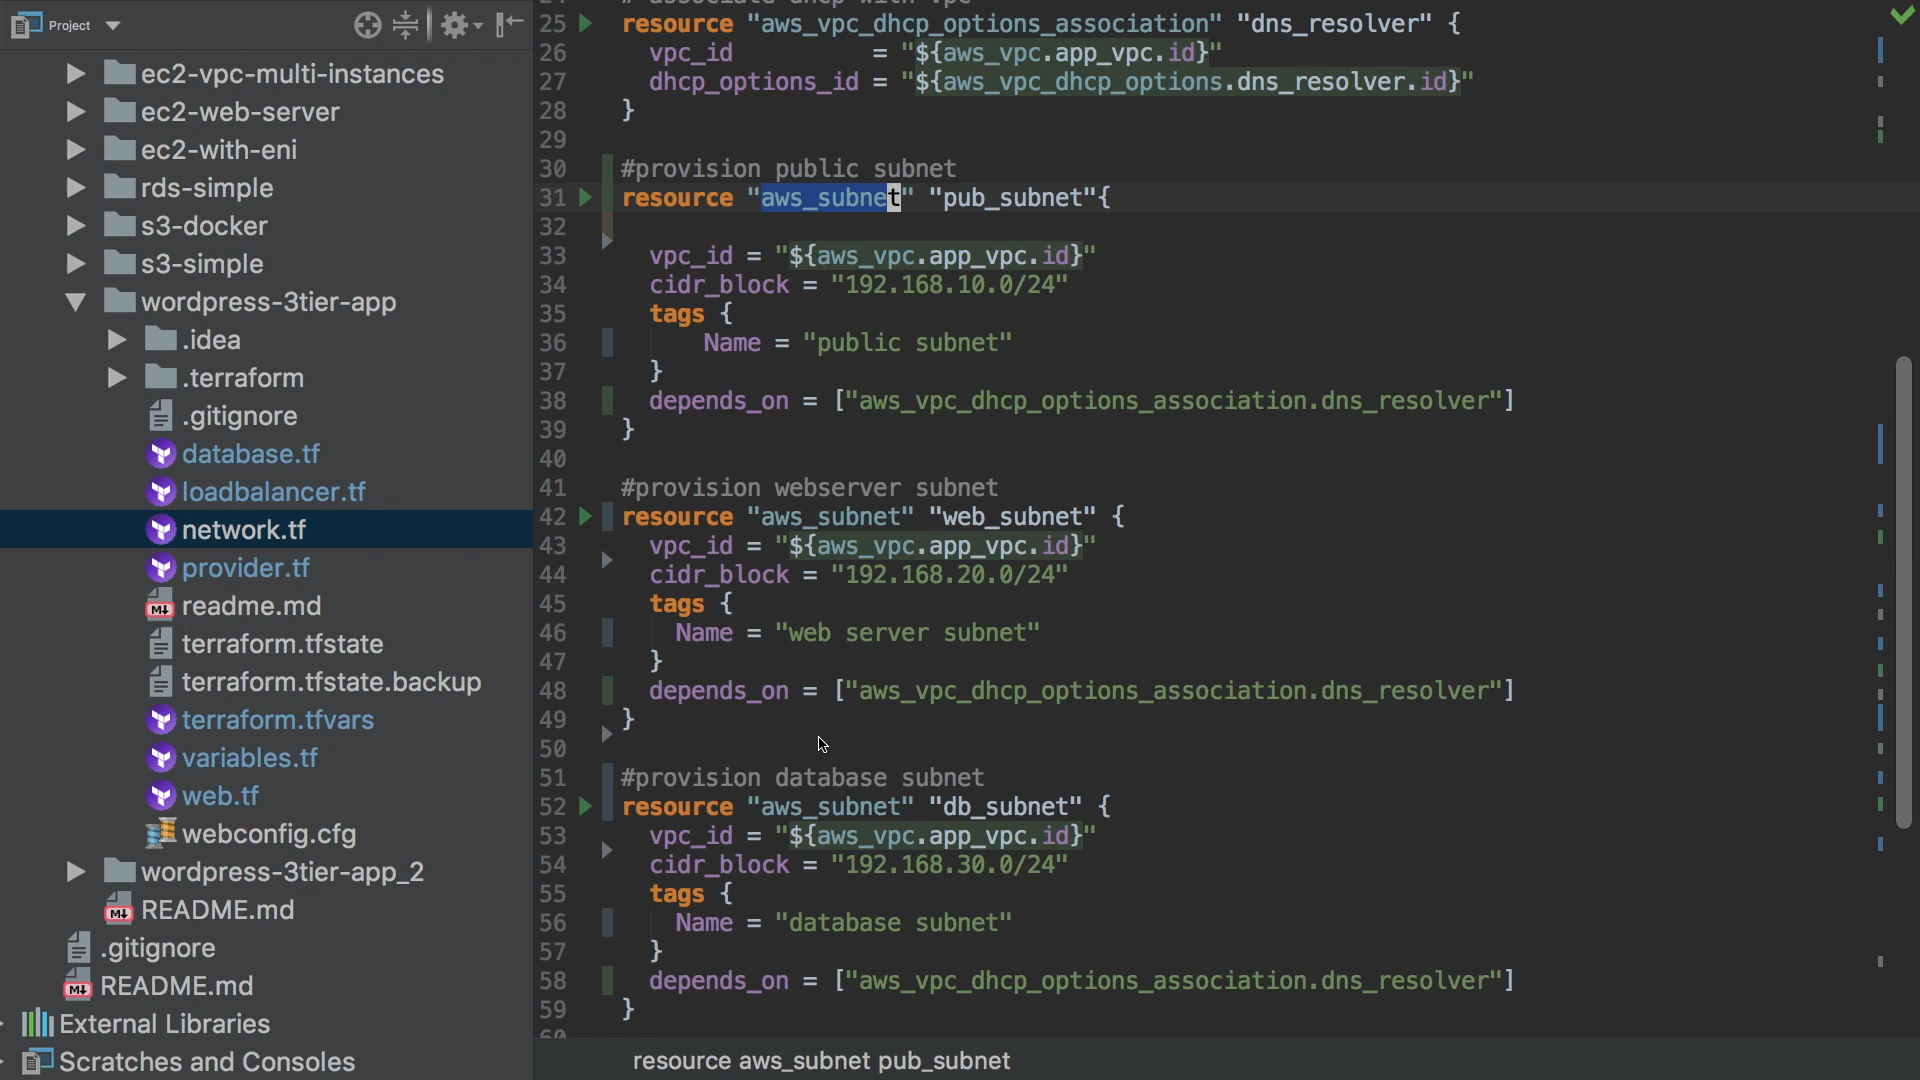 Project
ec2-vpc-multi-instances
ec2-web-server
ec2-with-eni
rds-simple
s3-docker
s3-simple
wordpress-3tier-app
.idea
.terraform
.gitignore
database.tf
loadbalancer.tf
network.tf
provider.tf
readme.md
terraform.tfstate
terraform.tfstate.backup
terraform.tfvars
variables.tf
web.tf
webconfig.cfg
wordpress-3tier-app_2
README.md
.gitignore
README.md
External Libraries
Scratches and Consoles
24 # associate dhcp with vpc
25 resource "aws_vpc_dhcp_options_association" "dns_resolver" {
26 vpc_id = "${aws_vpc.app_vpc.id}"
27 dhcp_options_id = "${aws_vpc_dhcp_options.dns_resolver.id}"
28 }
29
30 #provision public subnet
31 resource "aws_subnet" "pub_subnet"{
32
33 vpc_id = "${aws_vpc.app_vpc.id}"
34 cidr_block = "192.168.10.0/24"
35 tags {
36 Name = "public subnet"
37 }
38 depends_on = ["aws_vpc_dhcp_options_association.dns_resolver"]
39 }
40
41 #provision webserver subnet
42 resource "aws_subnet" "web_subnet" {
43 vpc_id = "${aws_vpc.app_vpc.id}"
44 cidr_block = "192.168.20.0/24"
45 tags {
46 Name = "web server subnet"
47 }
48 depends_on = ["aws_vpc_dhcp_options_association.dns_resolver"]
49 }
50
51 #provision database subnet
52 resource "aws_subnet" "db_subnet" {
53 vpc_id = "${aws_vpc.app_vpc.id}"
54 cidr_block = "192.168.30.0/24"
55 tags {
56 Name = "database subnet"
57 }
58 depends_on = ["aws_vpc_dhcp_options_association.dns_resolver"]
59 }
60
resource aws_subnet pub_subnet